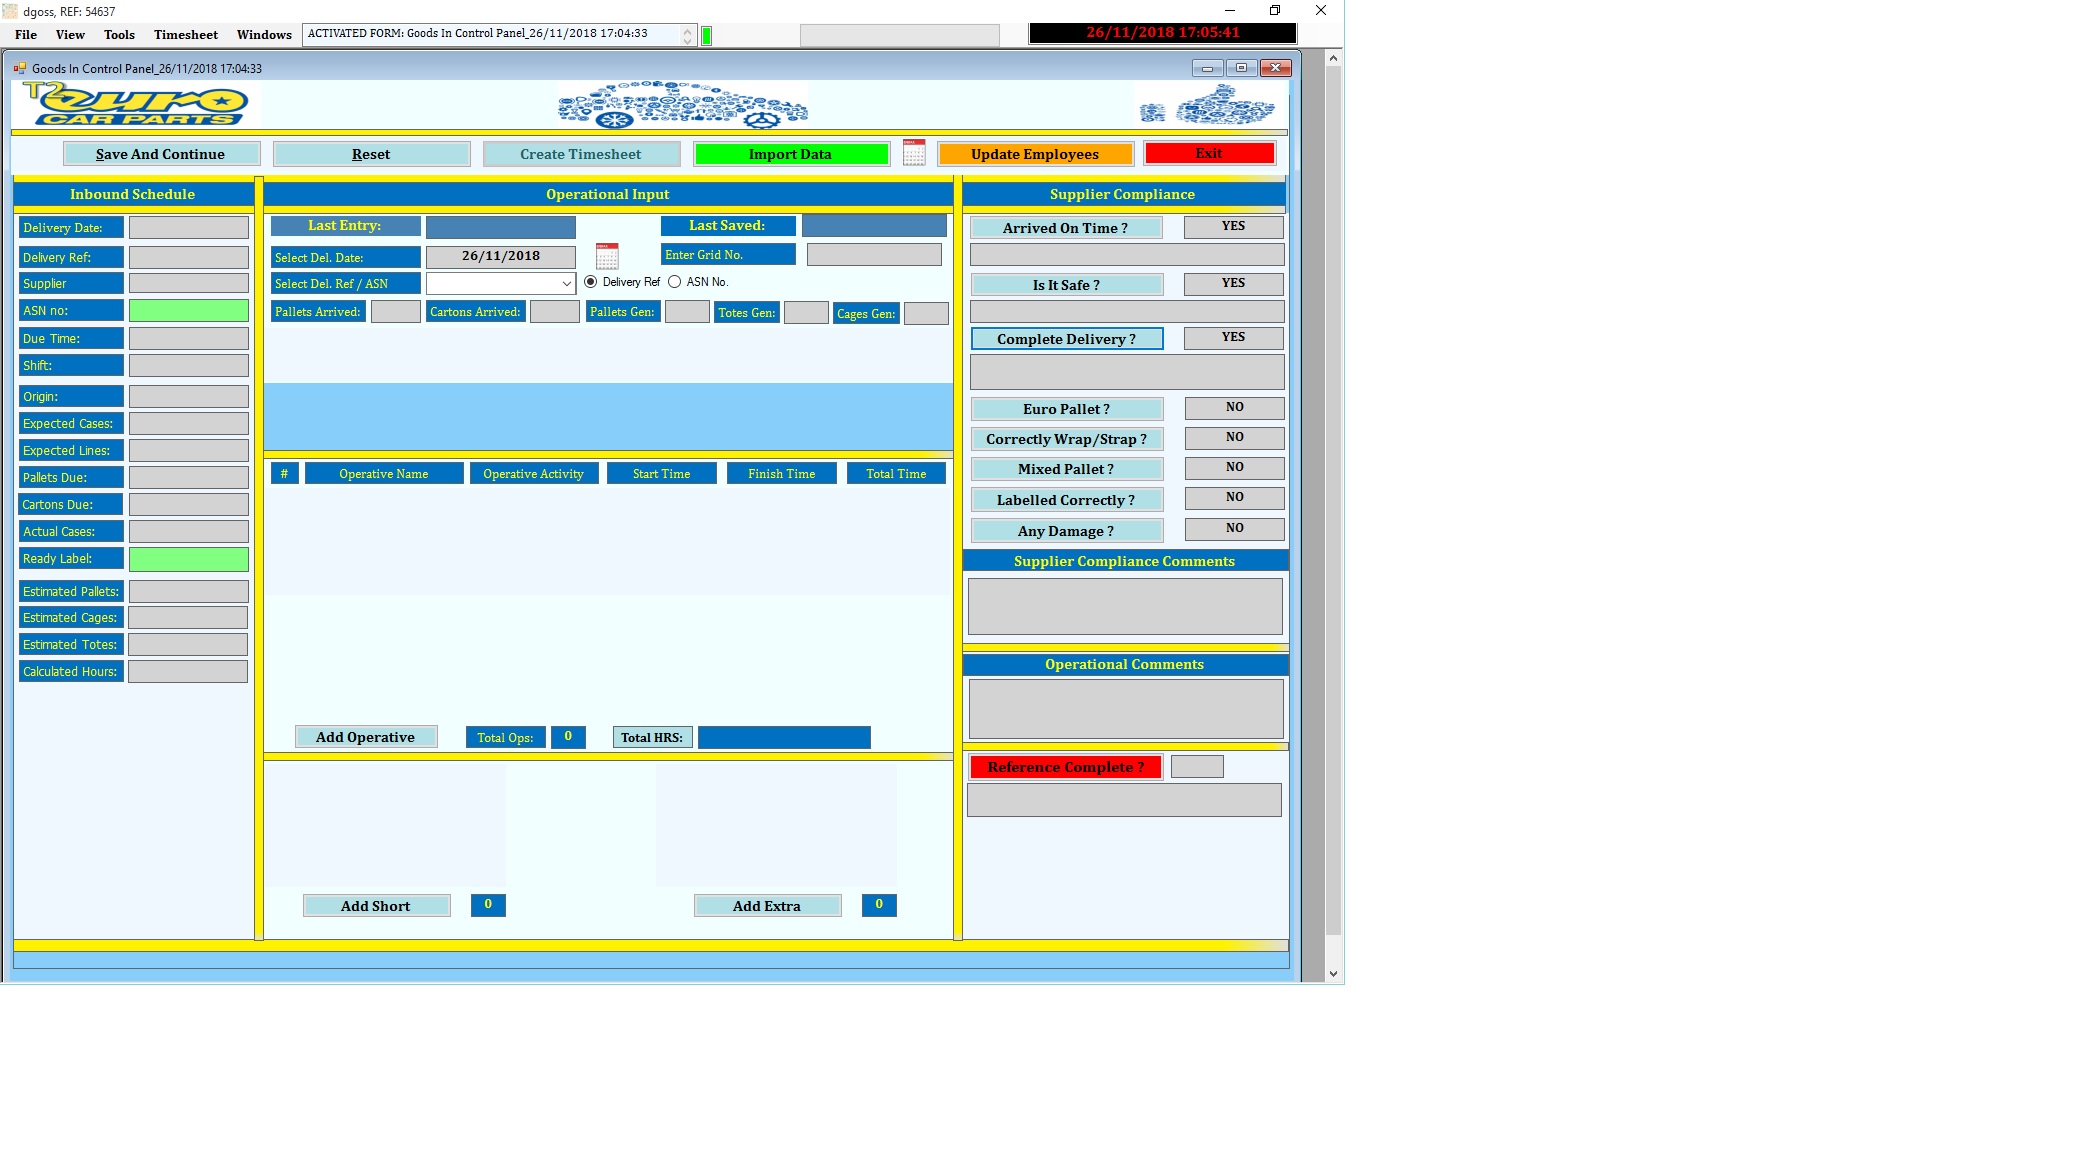 dgoss, REF: 54637
File View Tools Timesheet Windows ACTIVATED FORM: Goods In Control Panel_26/11/2018 17:04:33 26/11/2018 17:05:41
Goods In Control Panel_26/11/2018 17:04:33
T2
euro
CAR PARTS
Save And Continue Reset Create Timesheet Import Data Update Employees Exit
Inbound Schedule
Delivery Date:
Delivery Ref:
Supplier
ASN no:
Due Time:
Shift:
Origin:
Expected Cases:
Expected Lines:
Pallets Due:
Cartons Due:
Actual Cases:
Ready Label:
Estimated Pallets:
Estimated Cages:
Estimated Totes:
Calculated Hours:
Operational Input
Last Entry: Last Saved:
Select Del. Date: 26/11/2018 Enter Grid No.
Select Del. Ref / ASN Delivery Ref ASN No.
Pallets Arrived: Cartons Arrived: Pallets Gen: Totes Gen: Cages Gen:
# Operative Name Operative Activity Start Time Finish Time Total Time
Add Operative Total Ops: 0 Total HRS:
Add Short 0 Add Extra 0
Supplier Compliance
Arrived On Time ? YES
Is It Safe ? YES
Complete Delivery ? YES
Euro Pallet ? NO
Correctly Wrap/Strap ? NO
Mixed Pallet ? NO
Labelled Correctly ? NO
Any Damage ? NO
Supplier Compliance Comments
Operational Comments
Reference Complete ?